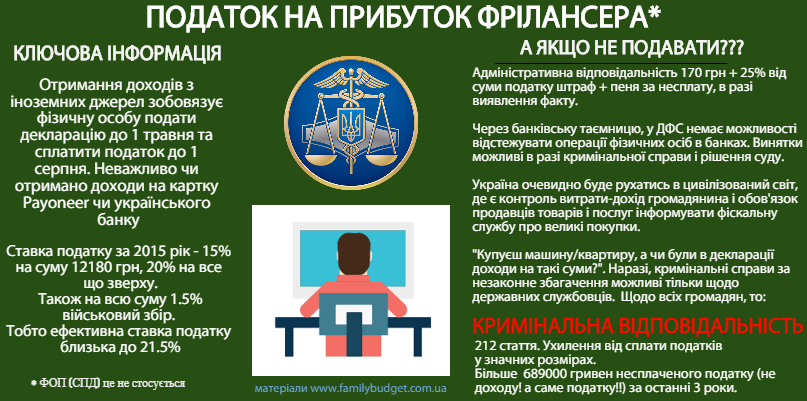 ПОДАТОК НА ПРИБУТОК ФРІЛАНСЕРА*
КЛЮЧОВА ІНФОРМАЦІЯ
Отримання доходів з
іноземних джерел зобовязує
фізичну особу подати
декларацію до 1 травня та
сплатити податок до 1
серпня. Неважливо чи
отримано доходи на картку
Payoneer чи українського
банку
Ставка податку за 2015 рік - 15%
на суму 12180 грн, 20% на все
що зверху.
Також на всю суму 1.5%
військовий збір.
Тобто ефективна ставка податку
близька до 21.5%
* ФОП (СПД) це не стосується
матеріали www.familybudget.com.ua
А ЯКЩО НЕ ПОДАВАТИ???
Адміністративна відповідальність 170 грн + 25% від
суми податку штраф + пеня за несплату, в разі
виявлення факту.
Через банківську таємницю, у ДФС немає можливості
відстежувати операції фізичних осіб в банках. Винятки
можливі в разі кримінальної справи і рішення суду.
Україна очевидно буде рухатись в цивілізований світ,
де є контроль витрати-дохід громадянина і обов'язок
продавців товарів і послуг інформувати фіскальну
службу про великі покупки.
"Купуєш машину/квартиру, а чи були в декларації
доходи на такі суми?". Наразі, кримінальні справи за
незаконне збагачення можливі тільки щодо
державних службовців. Щодо всіх громадян, то:
КРИМІНАЛЬНА ВІДПОВІДАЛЬНІСТЬ
212 стаття. Ухилення від сплати податків
у значних розмірах.
Більше 689000 гривен несплаченого податку (не
доходу! а саме податку!!) за останні 3 роки.